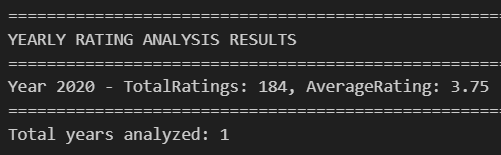 ==================================================
YEARLY RATING ANALYSIS RESULTS
==================================================
Year 2020 - TotalRatings: 184, AverageRating: 3.75
==================================================
Total years analyzed: 1